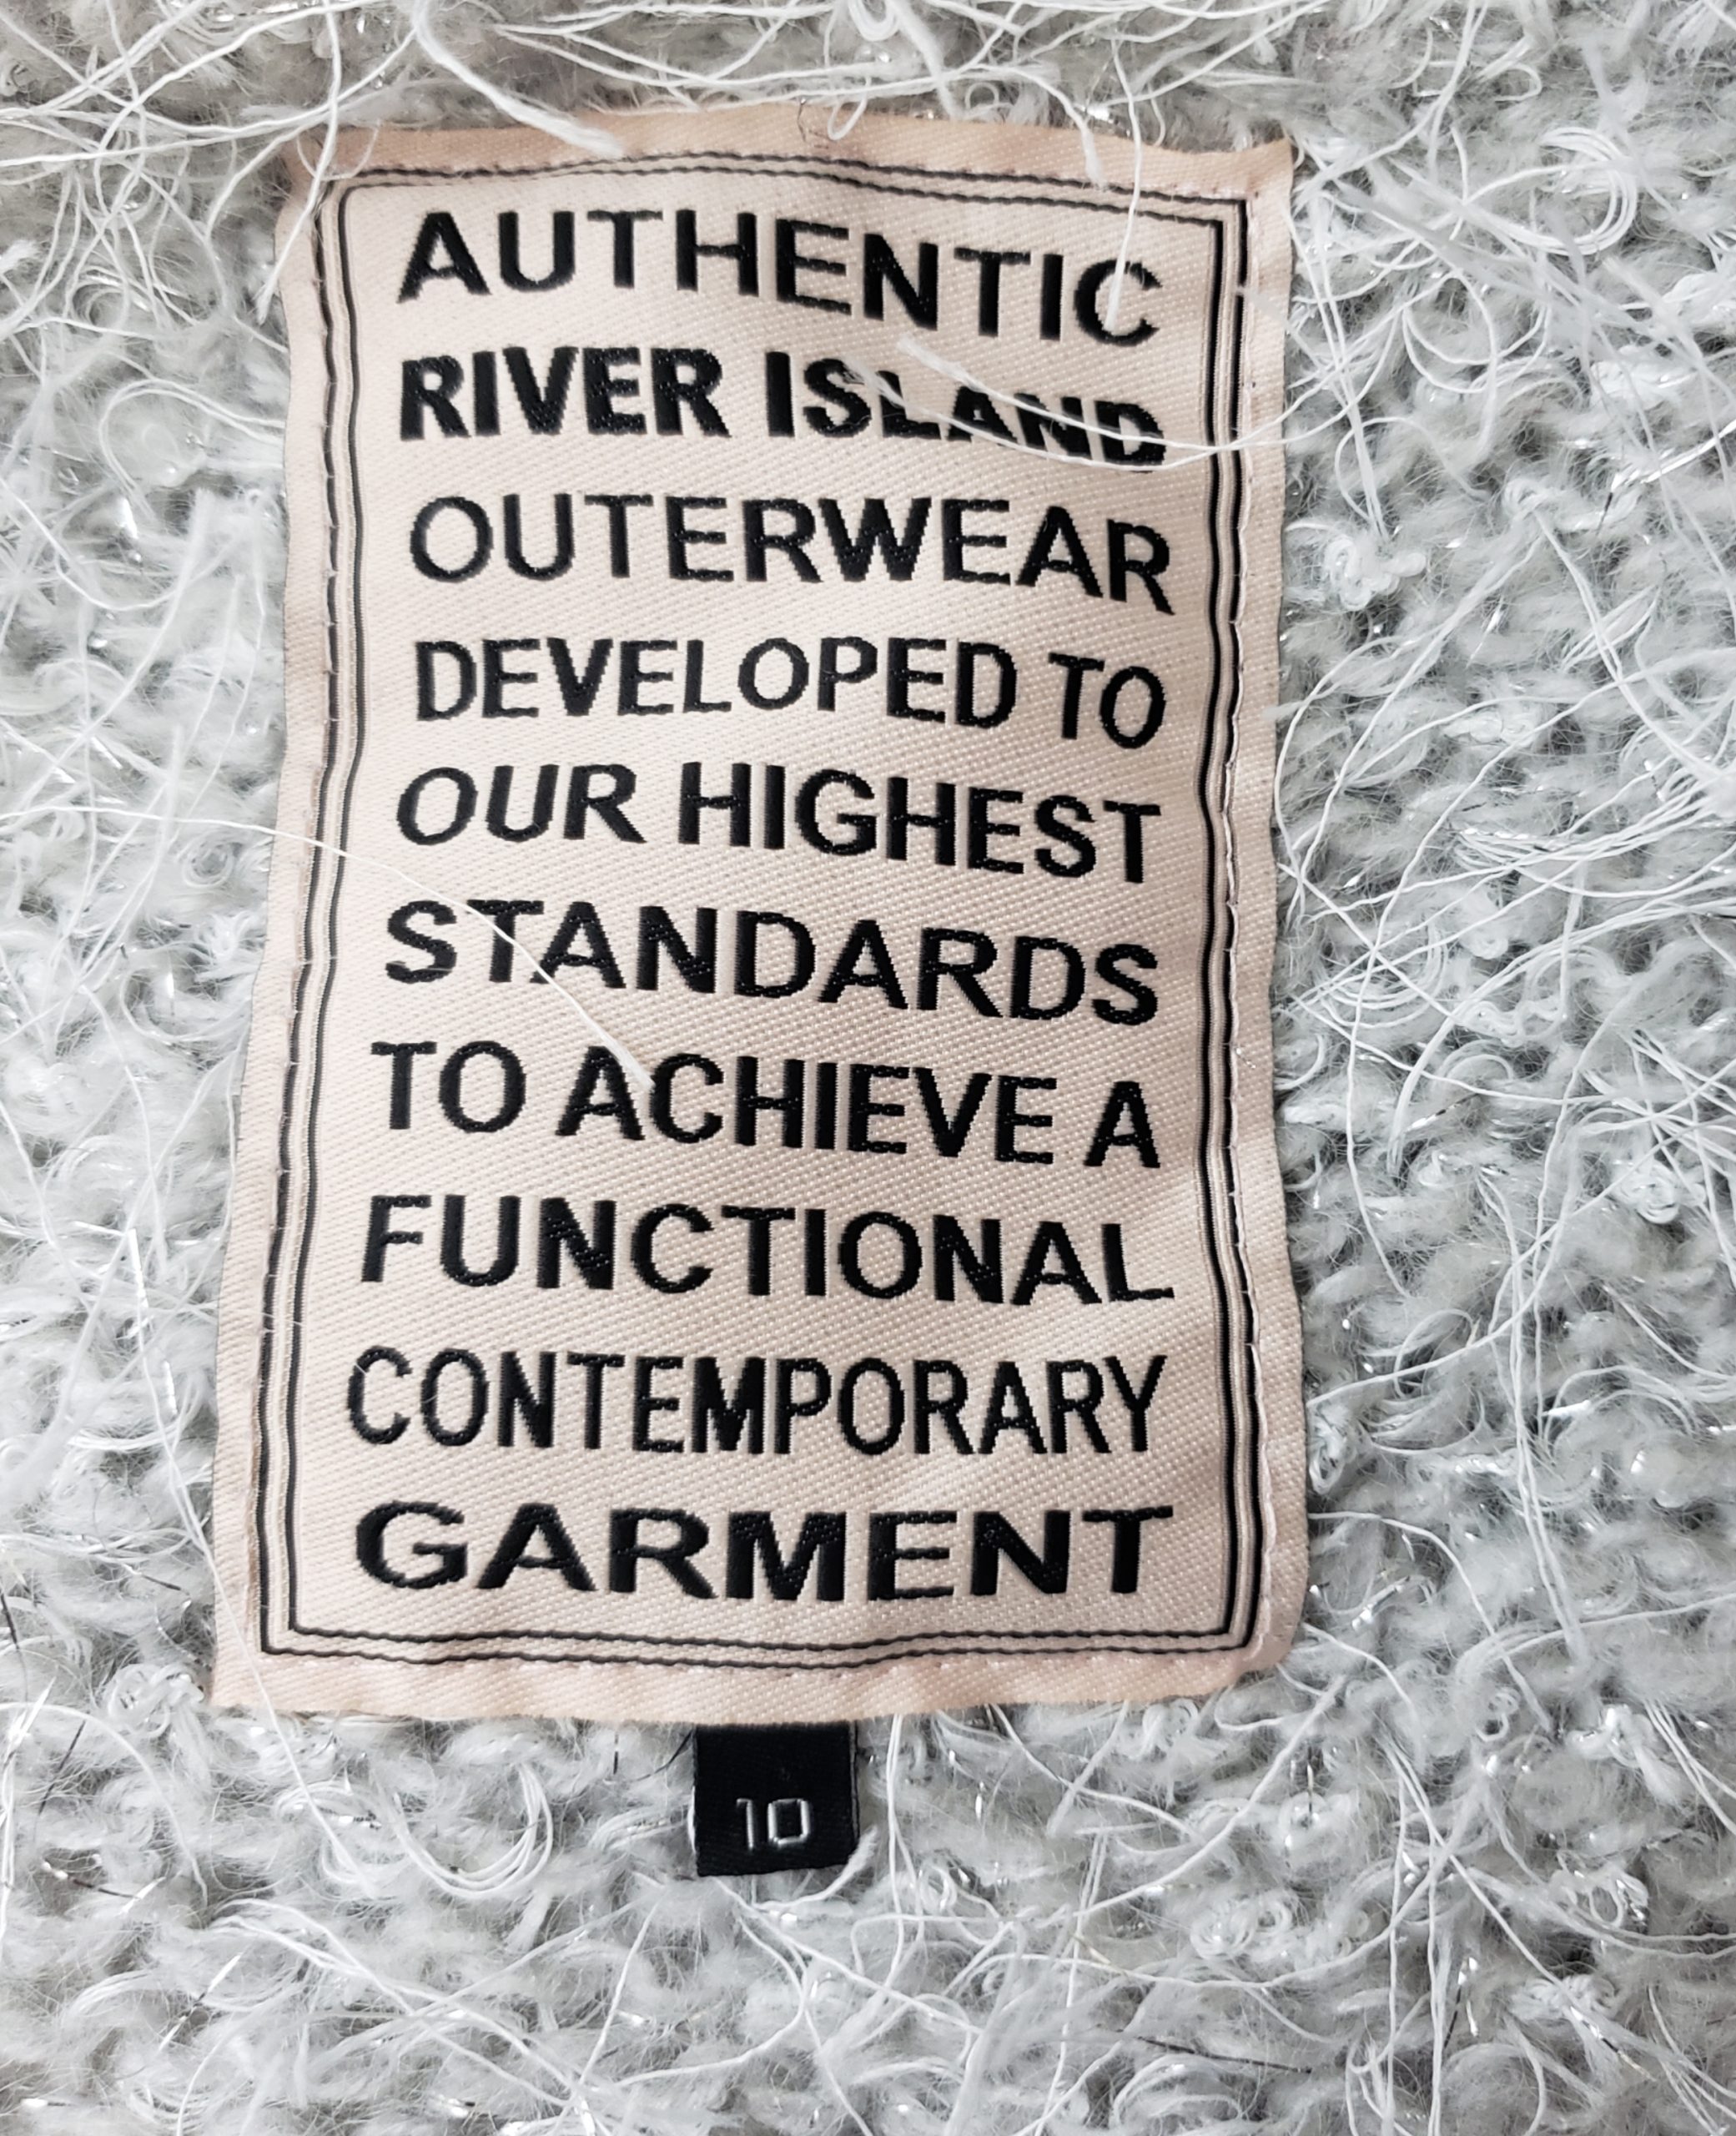 AUTHENTIC
RIVER ISLAND
OUTERWEAR
DEVELOPED TO
OUR HIGHEST
STANDARDS
TO ACHIEVE A
FUNCTIONAL
CONTEMPORARY
GARMENT
10